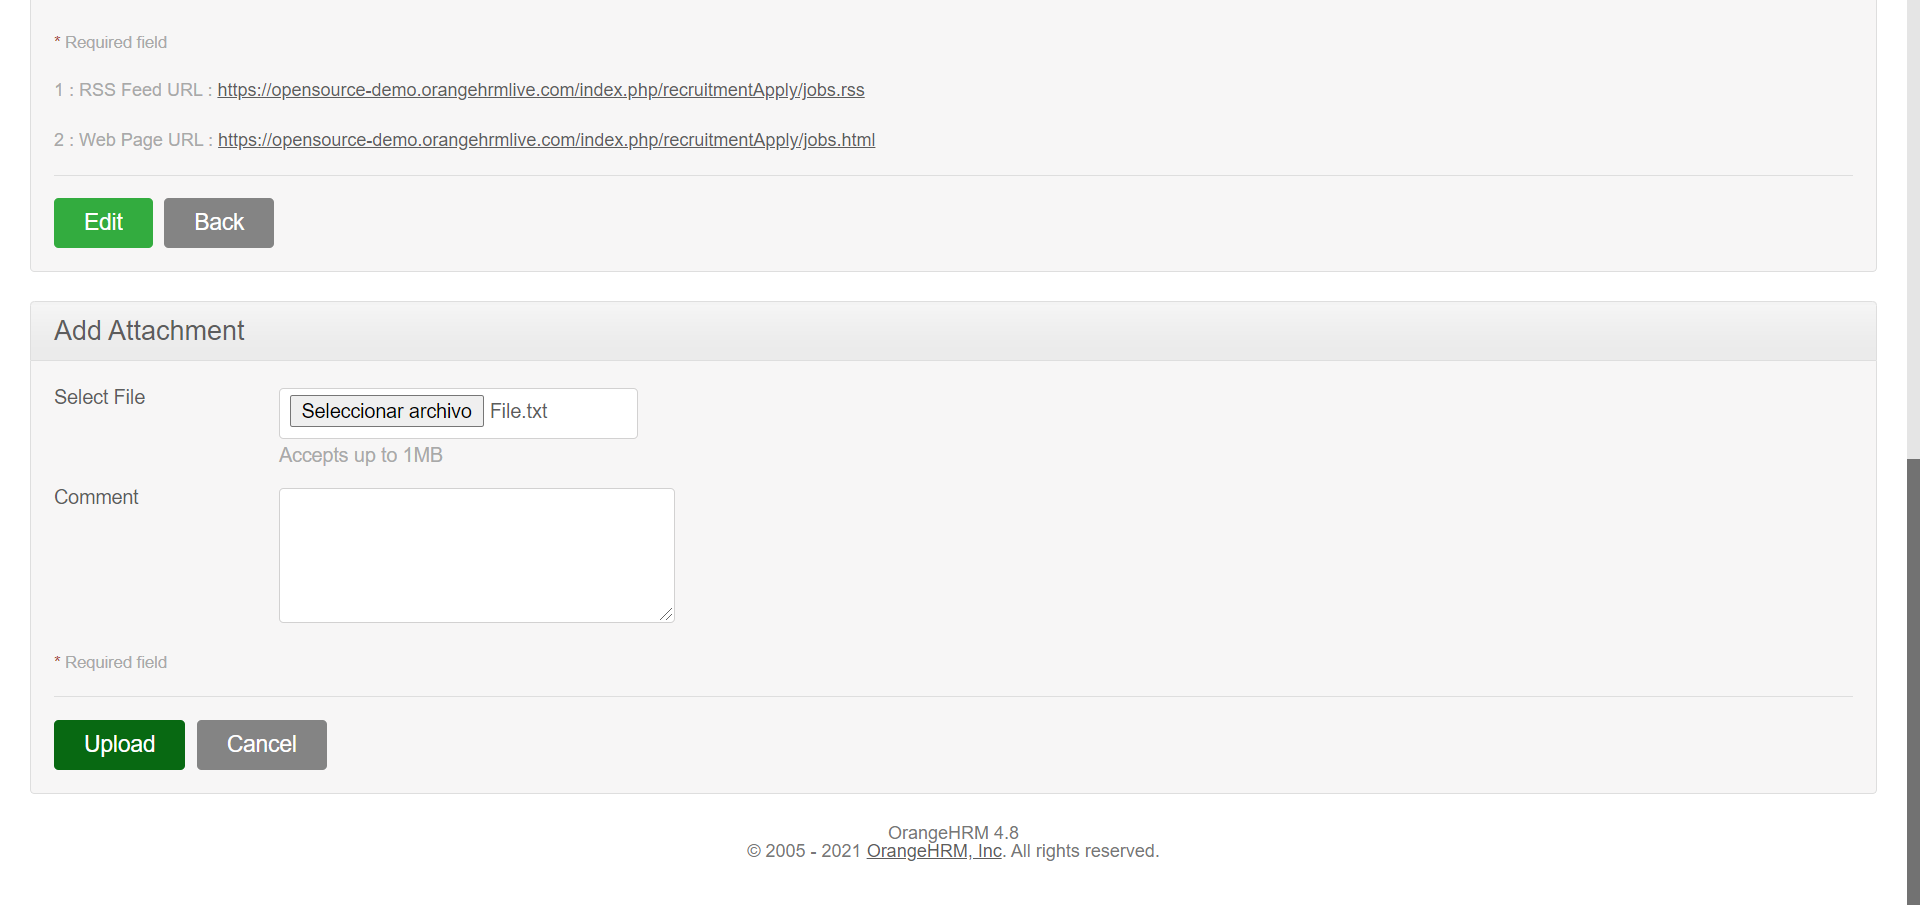 * Required field
1 : RSS Feed URL : https://opensource-demo.orangehrmlive.com/index.php/recruitmentApply/jobs.rss
2 : Web Page URL : https://opensource-demo.orangehrmlive.com/index.php/recruitmentApply/jobs.html
Edit Back
Add Attachment
Select File Seleccionar archivo File.txt
Accepts up to 1MB
Comment
* Required field
Upload Cancel
OrangeHRM 4.8
© 2005 - 2021 OrangeHRM, Inc. All rights reserved.